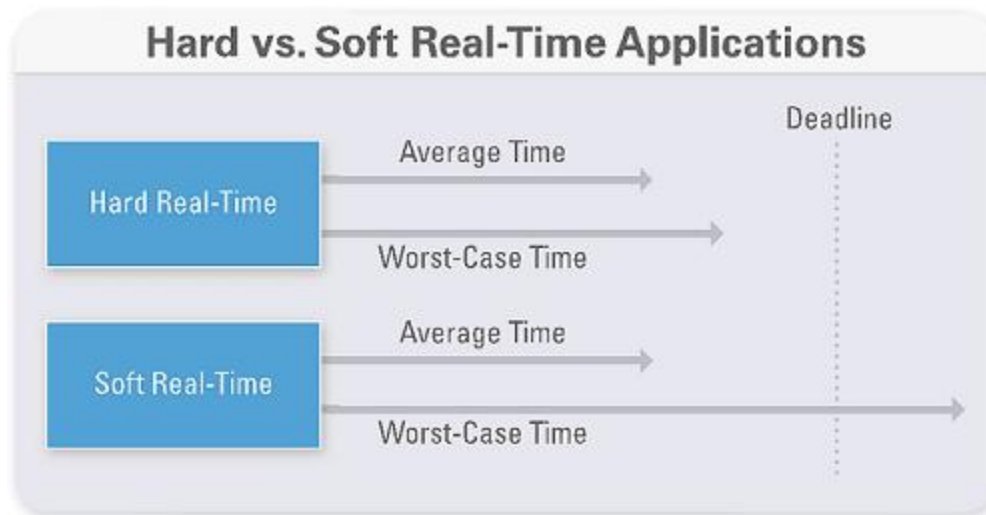 Hard vs. Soft Real-Time Applications
Deadline
Average Time
Hard Real-Time
Worst-Case Time
Average Time
Soft Real-Time
Worst-Case Time